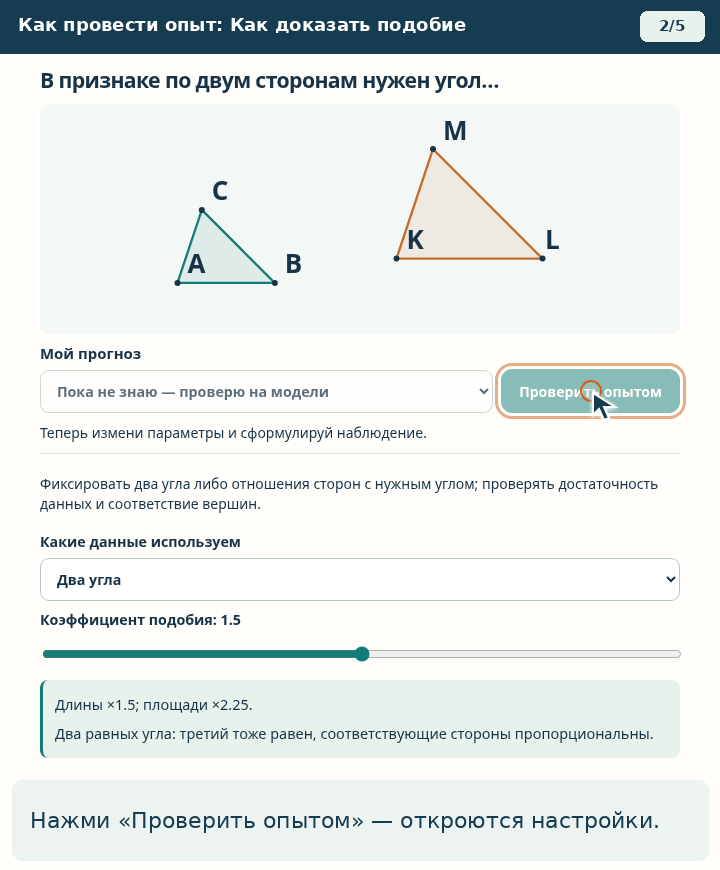 Как провести опыт: Как доказать подобие
2/5
В признаке по двум сторонам нужен угол…
M
C
K
L
A
B
Мой прогноз
Пока не знаю — проверю на модели
Проверить опытом
Теперь измени параметры и сформулируй наблюдение.
Фиксировать два угла либо отношения сторон с нужным углом; проверять достаточность
данных и соответствие вершин.
Какие данные используем
Два угла
Коэффициент подобия: 1.5
Длины ×1.5; площади ×2.25.
Два равных угла: третий тоже равен, соответствующие стороны пропорциональны.
Нажми «Проверить опытом» — откроются настройки.